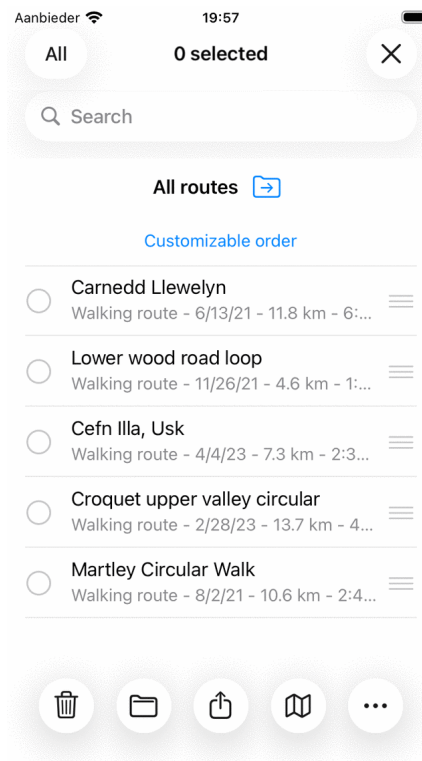 Aanbieder 19:57
All 0 selected
Search
All routes
Customizable order
Carnedd Llewelyn
Walking route - 6/13/21 - 11.8 km - 6:...
Lower wood road loop
Walking route - 11/26/21 - 4.6 km - 1:...
Cefn Illa, Usk
Walking route - 4/4/23 - 7.3 km - 2:3...
Croquet upper valley circular
Walking route - 2/28/23 - 13.7 km - 4...
Martley Circular Walk
Walking route - 8/2/21 - 10.6 km - 2:4...